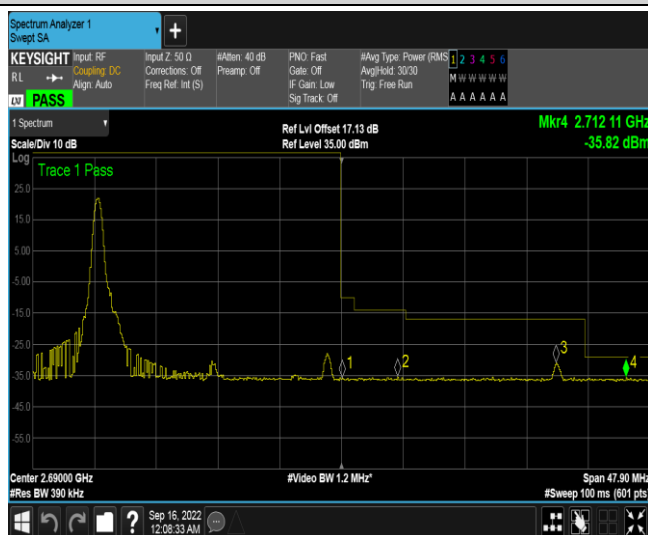 Spectrum Analyzer 1
Swept SA
+
KEYSIGHT Input: RF Input Z: 50 Ω #Atten: 40 dB PNO: Fast #Avg Type: Power (RMS 1 2 3 4 5 6
RL Coupling: DC Corrections: Off Preamp: Off Gate: Off Avg|Hold: 30/30 M W W W W W
Align: Auto Freq Ref: Int (S) IF Gain: Low Trig: Free Run
LXI PASS Sig Track: Off A A A A A A
1 Spectrum Ref Lvl Offset 17.13 dB Mkr4 2.712 11 GHz
Scale/Div 10 dB Ref Level 35.00 dBm -35.82 dBm
Log
Trace 1 Pass
25.0
15.0
5.00
-5.00
-15.0
-25.0
-35.0
1 2 3 4
-45.0
-55.0
Center 2.69000 GHz #Video BW 1.2 MHz* Span 47.90 MHz
#Res BW 390 kHz #Sweep 100 ms (601 pts)
? Sep 16, 2022
12:08:33 AM